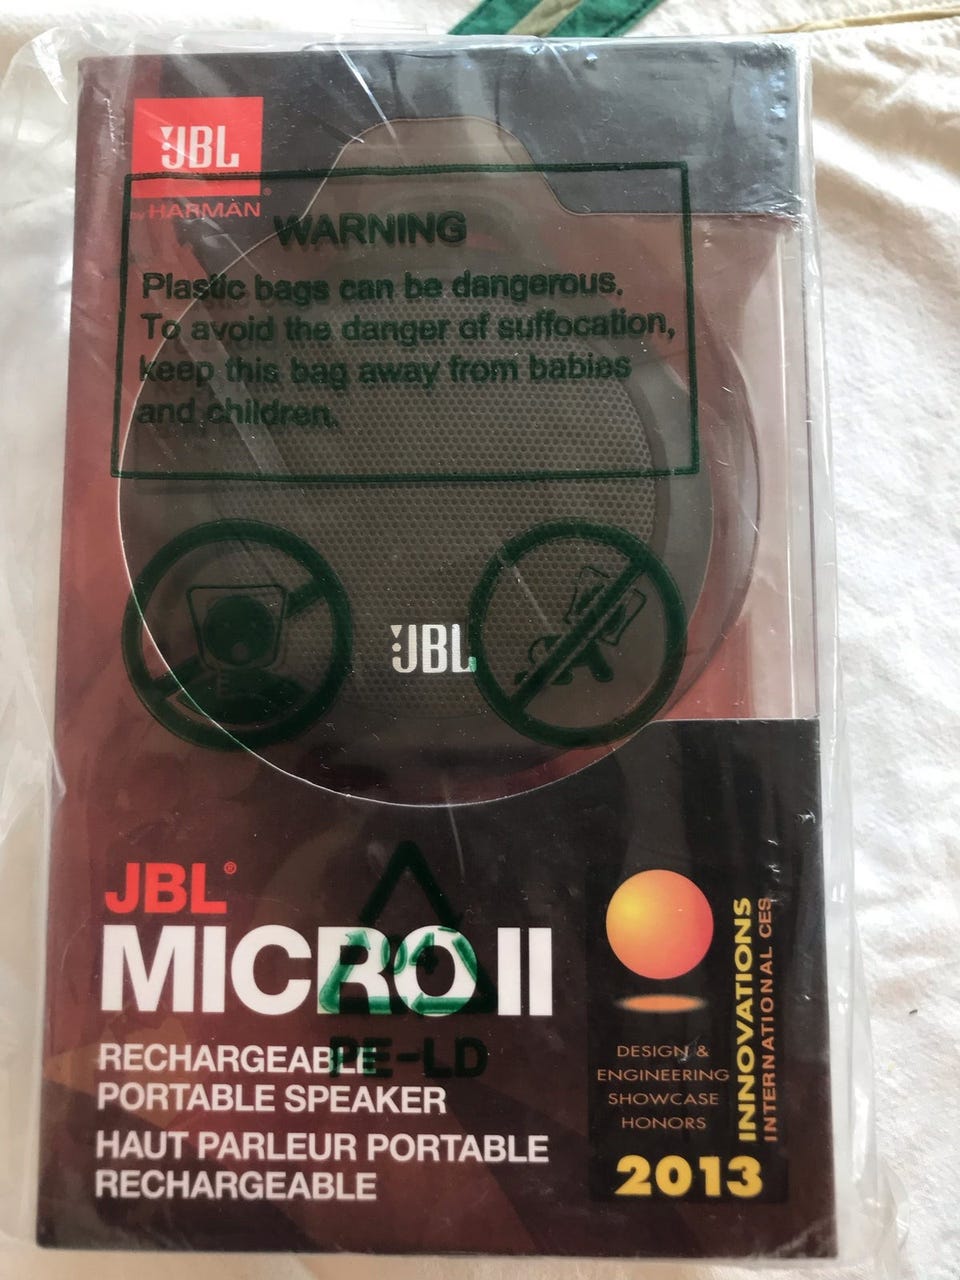 JBL
by HARMAN
WARNING
Plastic bags can be dangerous.
To avoid the danger of suffocation,
keep this bag away from babies
and children.
JBL
JBL®
MICRO II
PE-LD
RECHARGEABLE
PORTABLE SPEAKER
HAUT PARLEUR PORTABLE
RECHARGEABLE
INNOVATIONS
INTERNATIONAL CES
DESIGN &
ENGINEERING
SHOWCASE
HONORS
2013